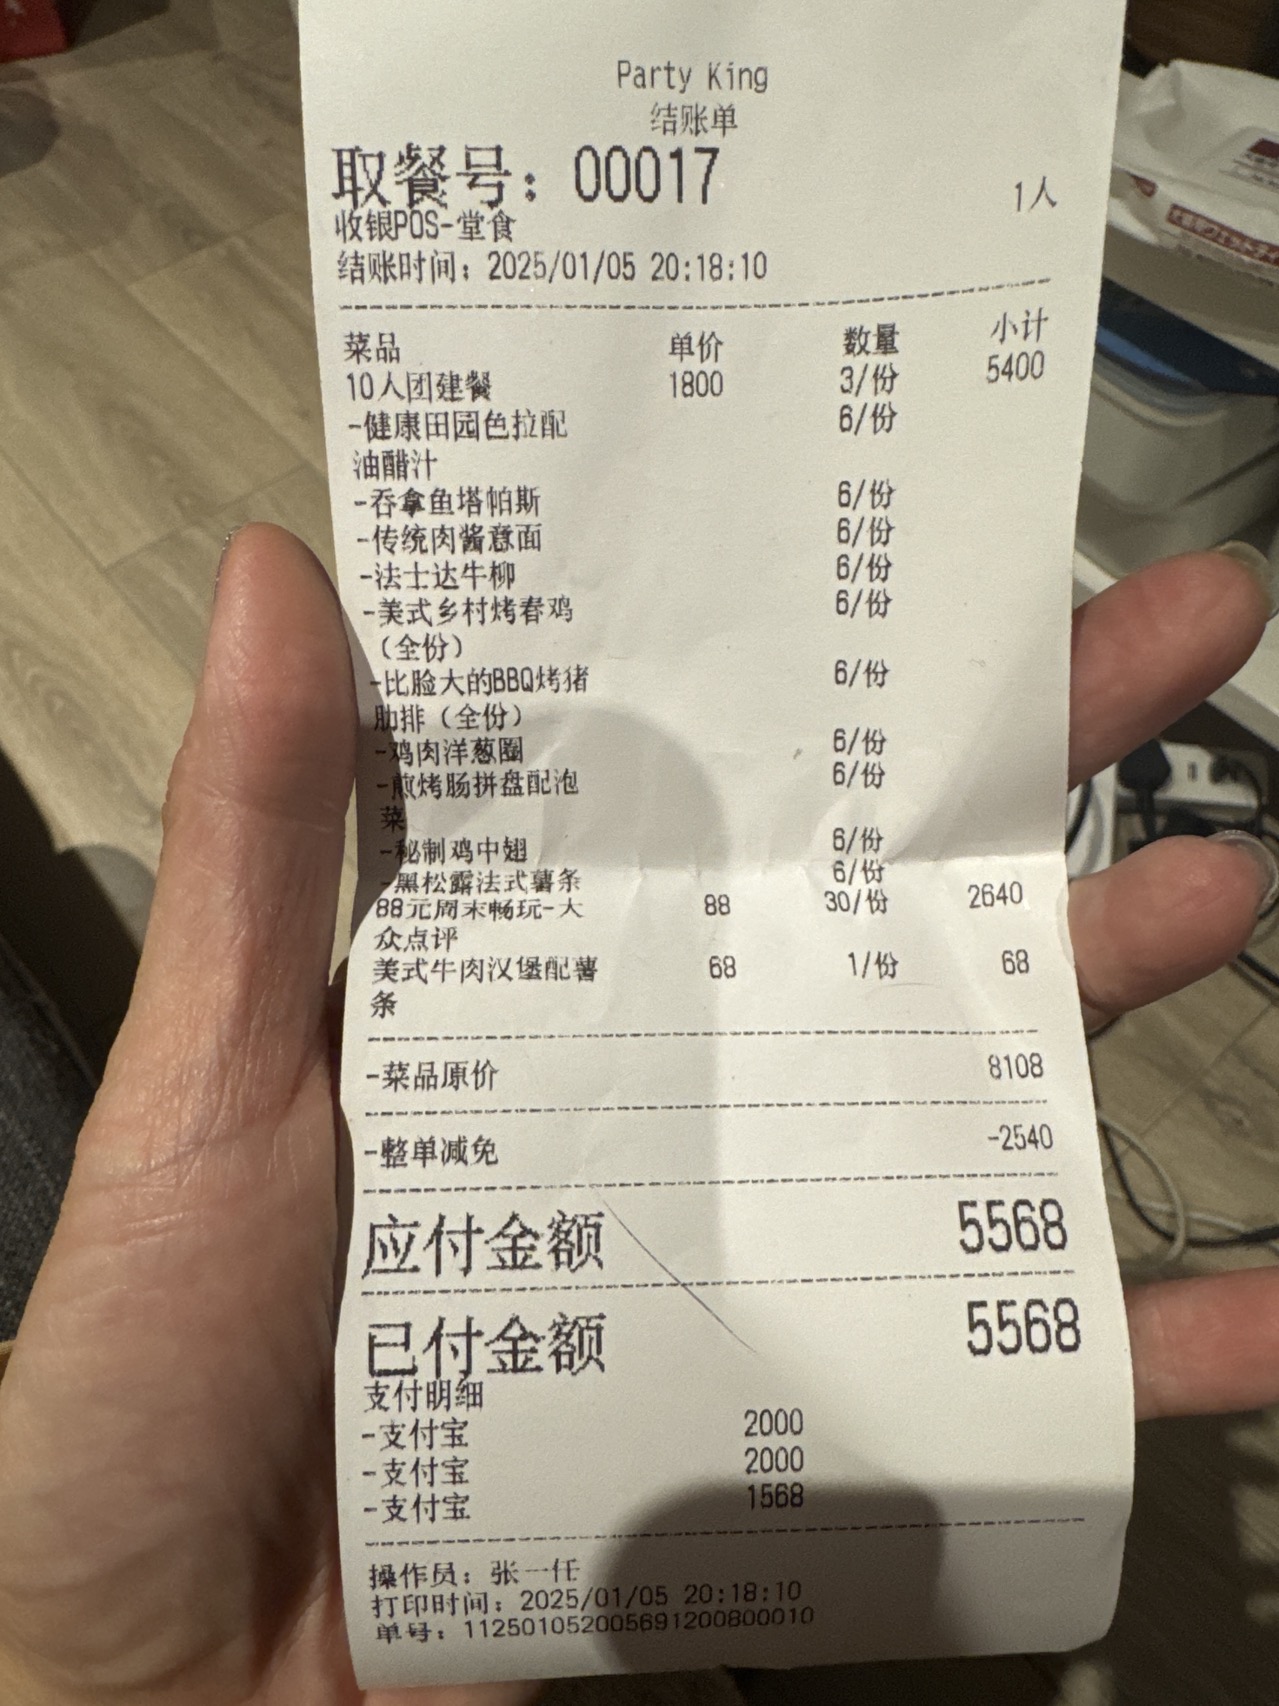 Party King
结账单
取餐号：00017 1人
收银POS-堂食
结账时间：2025/01/05 20:18:10
菜品 单价 数量 小计
10人团建餐 1800 3/份 5400
-健康田园色拉配 6/份
油醋汁
-吞拿鱼塔帕斯 6/份
-传统肉酱意面 6/份
-法士达牛柳 6/份
-美式乡村烤春鸡 6/份
（全份）
-比脸大的BBQ烤猪 6/份
肋排（全份）
-鸡肉洋葱圈 6/份
-煎烤肠拼盘配泡 6/份
菜
-秘制鸡中翅 6/份
-黑松露法式薯条 6/份
88元周末畅玩-大 88 30/份 2640
众点评
美式牛肉汉堡配薯 68 1/份 68
条
-菜品原价 8108
-整单减免 -2540
应付金额 5568
已付金额 5568
支付明细
-支付宝 2000
-支付宝 2000
-支付宝 1568
操作员：张一任
打印时间：2025/01/05 20:18:10
单号：112501052005691200800010